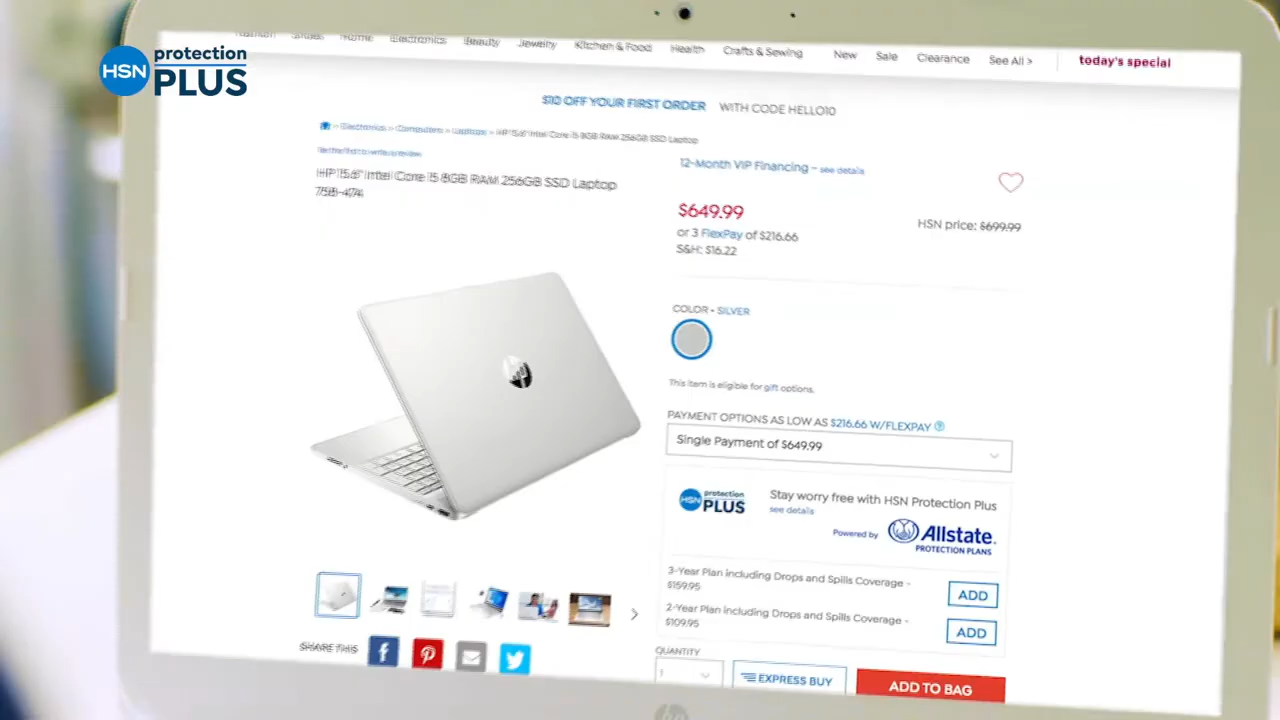 HSN protection PLUS
Fashion Shoes Home Electronics Beauty Jewelry Kitchen & Food Health Crafts & Sewing New Sale Clearance See All > today's special
$10 OFF YOUR FIRST ORDER WITH CODE HELLO10
Electronics > Computers > Laptops > HP 15.6" Intel Core i5 8GB RAM 256GB SSD Laptop
Be the first to write a review
HP 15.6" Intel Core i5 8GB RAM 256GB SSD Laptop
758-474
12-Month VIP Financing - see details
$649.99
HSN price: $699.99
or 3 FlexPay of $216.66
S&H: $16.22
COLOR - SILVER
This item is eligible for gift options.
PAYMENT OPTIONS AS LOW AS $216.66 W/FLEXPAY
Single Payment of $649.99
HSN protection PLUS
Stay worry free with HSN Protection Plus
see details
Powered by Allstate.
PROTECTION PLANS
3-Year Plan including Drops and Spills Coverage -
$159.95
ADD
2-Year Plan including Drops and Spills Coverage -
$109.95
ADD
SHARE THIS
QUANTITY
1
EXPRESS BUY
ADD TO BAG
hp